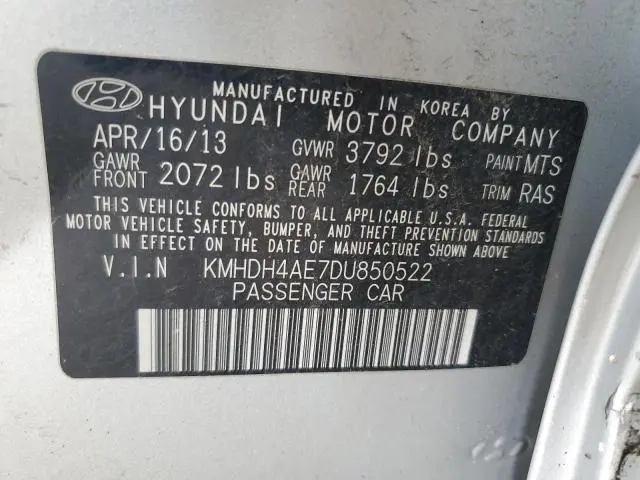 MANUFACTURED IN KOREA BY
HYUNDAI MOTOR COMPANY
APR/16/13 GVWR 3792 lbs PAINT MTS
GAWR FRONT 2072 lbs GAWR REAR 1764 lbs TRIM RAS
THIS VEHICLE CONFORMS TO ALL APPLICABLE U.S.A. FEDERAL
MOTOR VEHICLE SAFETY, BUMPER, AND THEFT PREVENTION STANDARDS
IN EFFECT ON THE DATE OF MANUFACTURE SHOWN ABOVE
V.I.N KMHDH4AE7DU850522
PASSENGER CAR